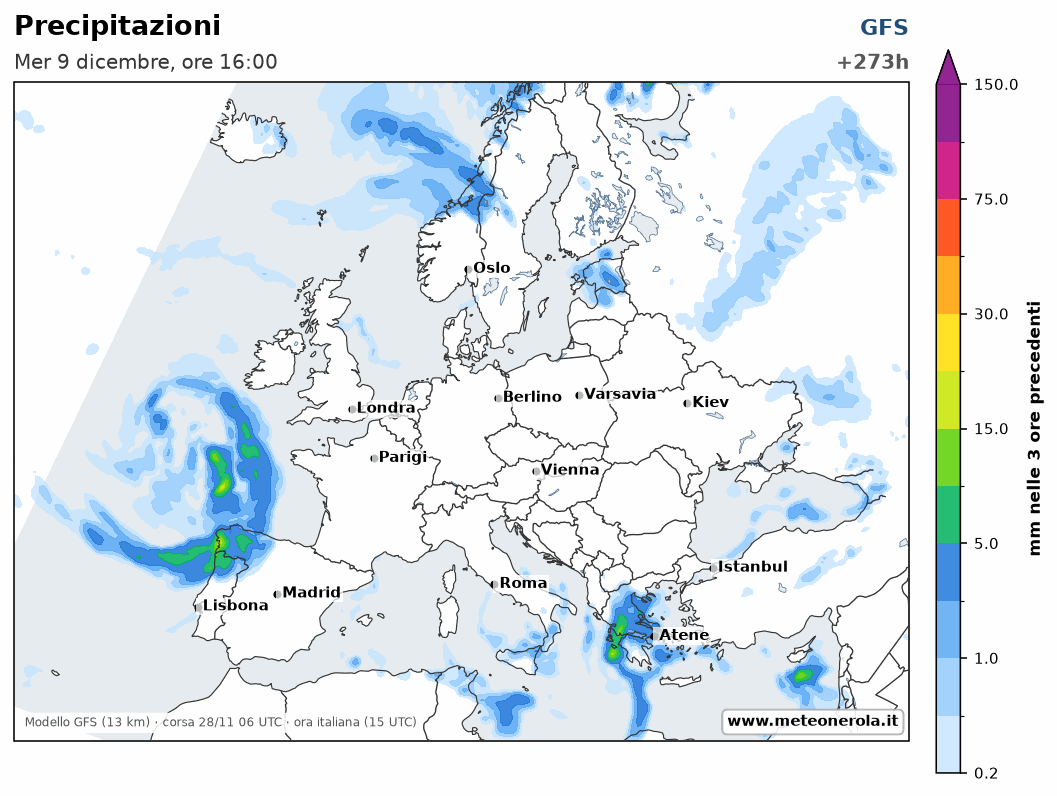 Precipitazioni
GFS
Mer 9 dicembre, ore 16:00
+273h
150.0
75.0
30.0
15.0
5.0
1.0
0.2
mm nelle 3 ore precedenti
Oslo
Londra
Berlino
Varsavia
Kiev
Parigi
Vienna
Istanbul
Roma
Madrid
Lisbona
Atene
Modello GFS (13 km) · corsa 28/11 06 UTC · ora italiana (15 UTC)
www.meteonerola.it